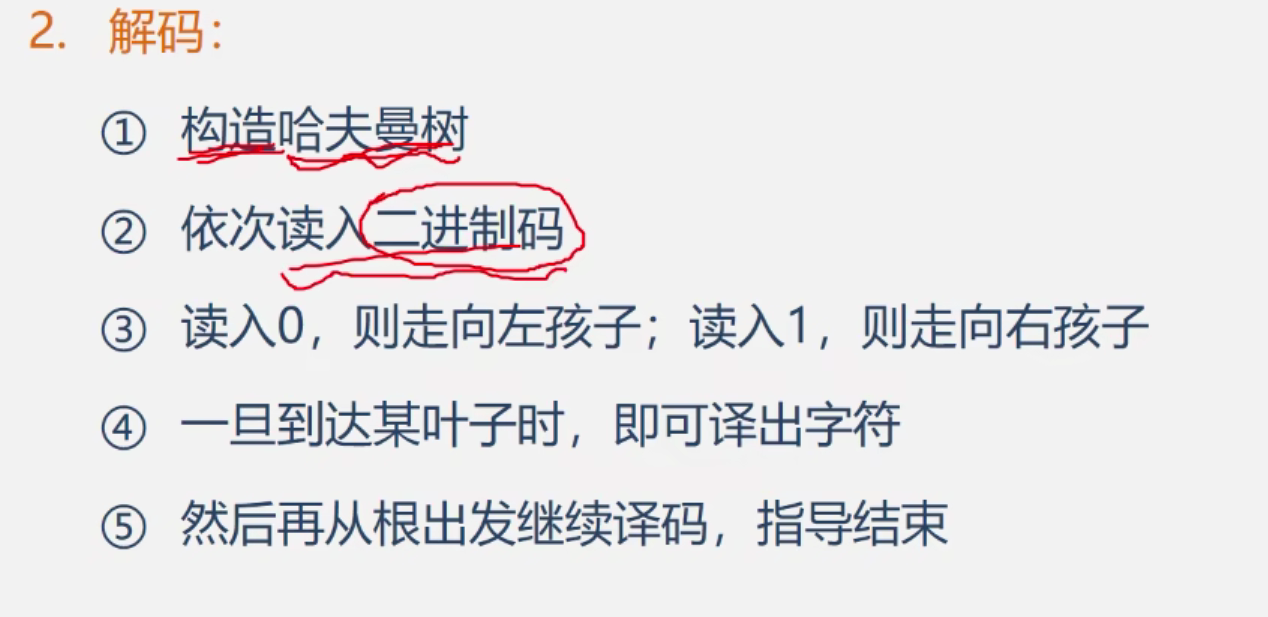 2. 解码：
① 构造哈夫曼树
② 依次读入二进制码
③ 读入0，则走向左孩子；读入1，则走向右孩子
④ 一旦到达某叶子时，即可译出字符
⑤ 然后再从根出发继续译码，指导结束